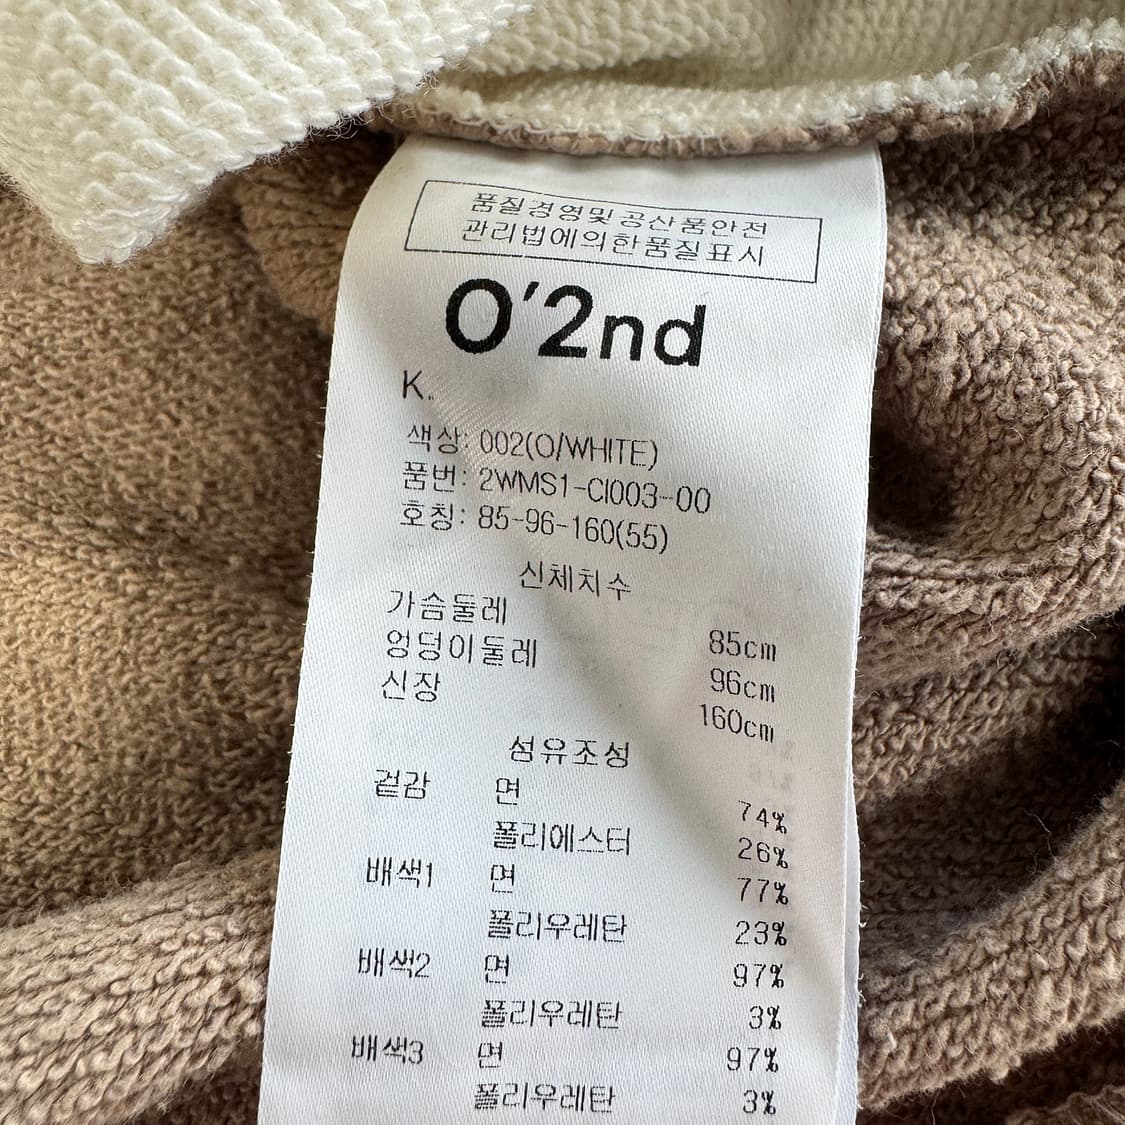 품질경영및공산품안전
관리법에의한품질표시
O'2nd
K.
색상: 002(O/WHITE)
품번: 2WMS1-CI003-00
호칭: 85-96-160(55)
신체치수
가슴둘레 85cm
엉덩이둘레 96cm
신장 160cm
섬유조성
겉감 면 74%
폴리에스터 26%
배색1 면 77%
폴리우레탄 23%
배색2 면 97%
폴리우레탄 3%
배색3 면 97%
폴리우레탄 3%